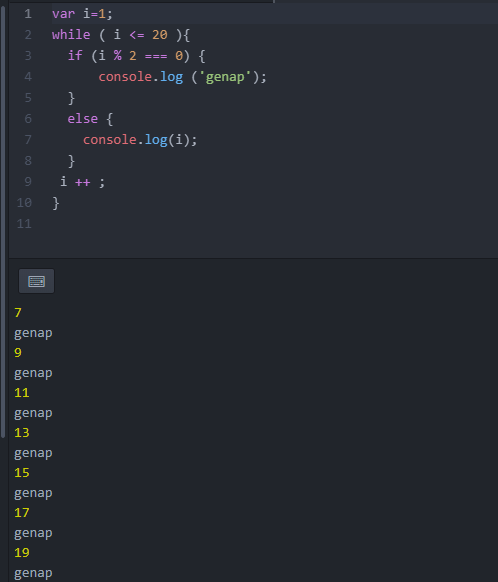 1 var i=1;
2 while ( i <= 20 ){
3 if (i % 2 === 0) {
4 console.log ('genap');
5 }
6 else {
7 console.log(i);
8 }
9 i ++ ;
10 }
11
7
genap
9
genap
11
genap
13
genap
15
genap
17
genap
19
genap